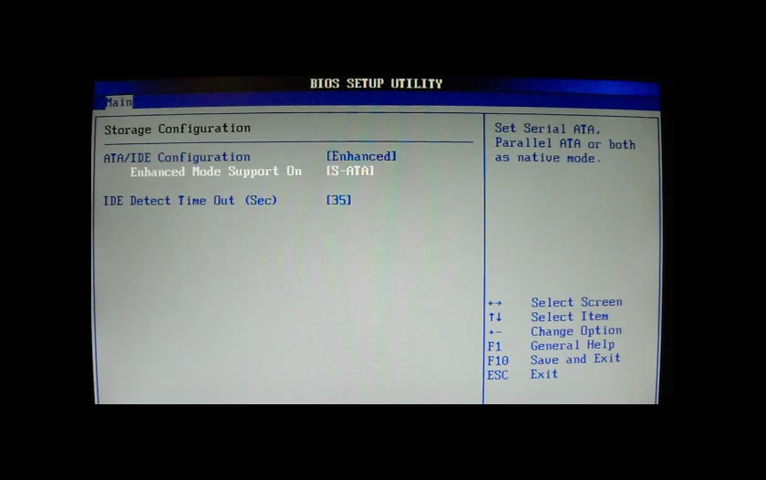 BIOS SETUP UTILITY
Main
Storage Configuration
ATA/IDE Configuration [Enhanced]
Enhanced Mode Support On [S-ATA]
IDE Detect Time Out (Sec) [35]
Set Serial ATA,
Parallel ATA or both
as native mode.
←→ Select Screen
↑↓ Select Item
+- Change Option
F1 General Help
F10 Save and Exit
ESC Exit